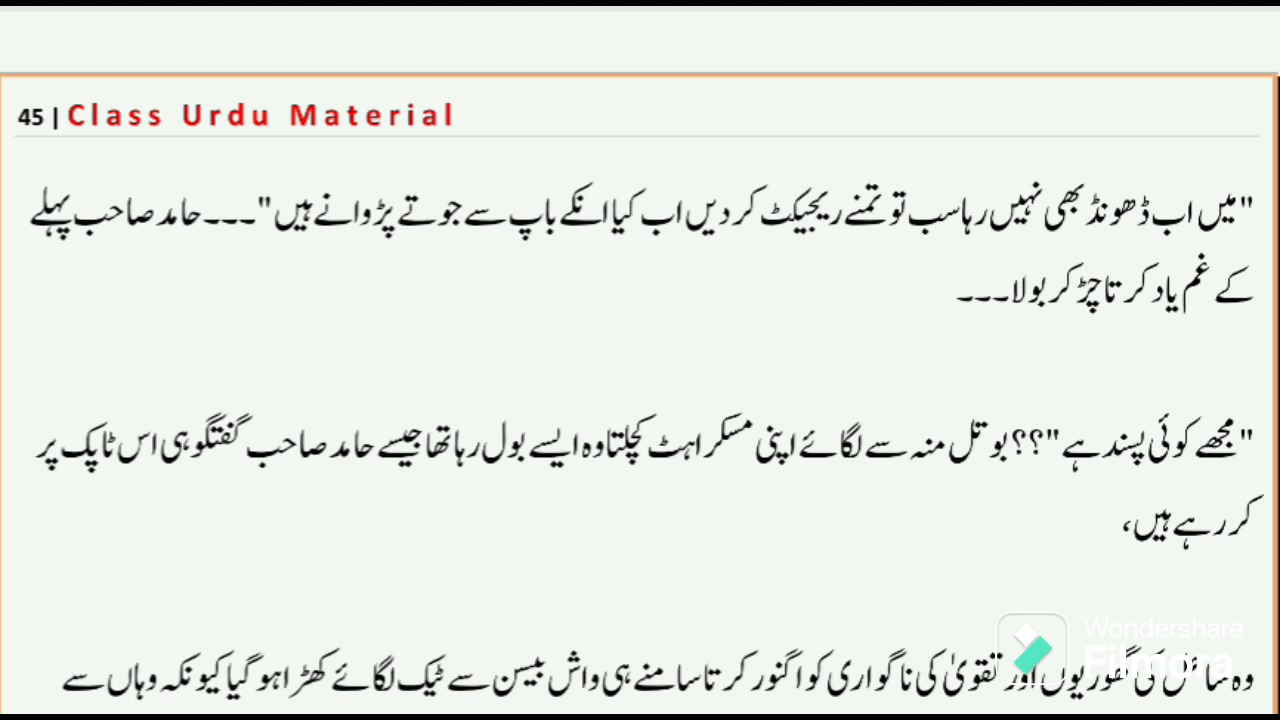 45 | Class Urdu Material
"میں اب ڈھونڈ بھی نہیں رہا سب تو تمنے ریجیکٹ کر دیں اب کیا انکے باپ سے جوتے پڑوانے ہیں"۔۔۔حامد صاحب پہلے
کے غم یاد کرتا چڑ کر بولا۔۔۔
"مجھے کوئی پسند ہے"؟؟ بوتل منہ سے لگائے اپنی مسکراہٹ کچلتا وہ ایسے بول رہا تھا جیسے حامد صاحب گفتگو ہی اس ٹاپک پر
کر رہے ہیں،
وہ کی گھوریوں اور تقویٰ کی ناگواری کو اگنور کرتا سامنے ہی واش بیسن سے ٹیک لگائے کھڑا ہو گیا کیونکہ وہاں سے
Wondershare
Filmora